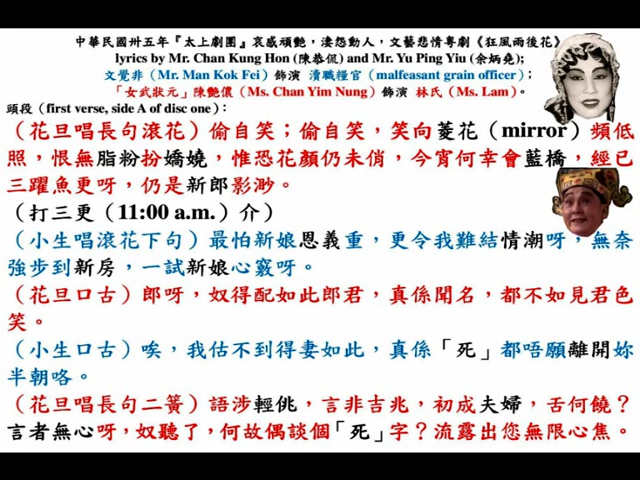 中華民國卅五年『太上劇團』哀感頑艷，淒怨動人，文藝悲情粵劇《狂風雨後花》
lyrics by Mr. Chan Kung Hon (陳恭侃) and Mr. Yu Ping Yiu (余炳堯);
文覺非（Mr. Man Kok Fei）飾演 瀆職糧官（malfeasant grain officer）；
「女武狀元」陳艷儂（Ms. Chan Yim Nung）飾演 林氏（Ms. Lam）。
頭段（first verse, side A of disc one）：
（花旦唱長句滾花）偷自笑；偷自笑，笑向菱花（mirror）頻低
照，恨無脂粉扮嬌嬈，惟恐花顏仍未俏，今宵何幸會藍橋，經已
三躍魚更呀，仍是新郎影渺。
（打三更（11:00 a.m.）介）
（小生唱滾花下句）最怕新娘恩義重，更令我難結情潮呀，無奈
強步到新房，一試新娘心竅呀。
（花旦口古）郎呀，奴得配如此郎君，真係聞名，都不如見君色
笑。
（小生口古）唉，我估不到得妻如此，真係「死」都唔願離開妳
半朝咯。
（花旦唱長句二簧）語涉輕佻，言非吉兆，初成夫婦，舌何饒？
言者無心呀，奴聽了，何故偶談個「死」字？流露出您無限心焦。